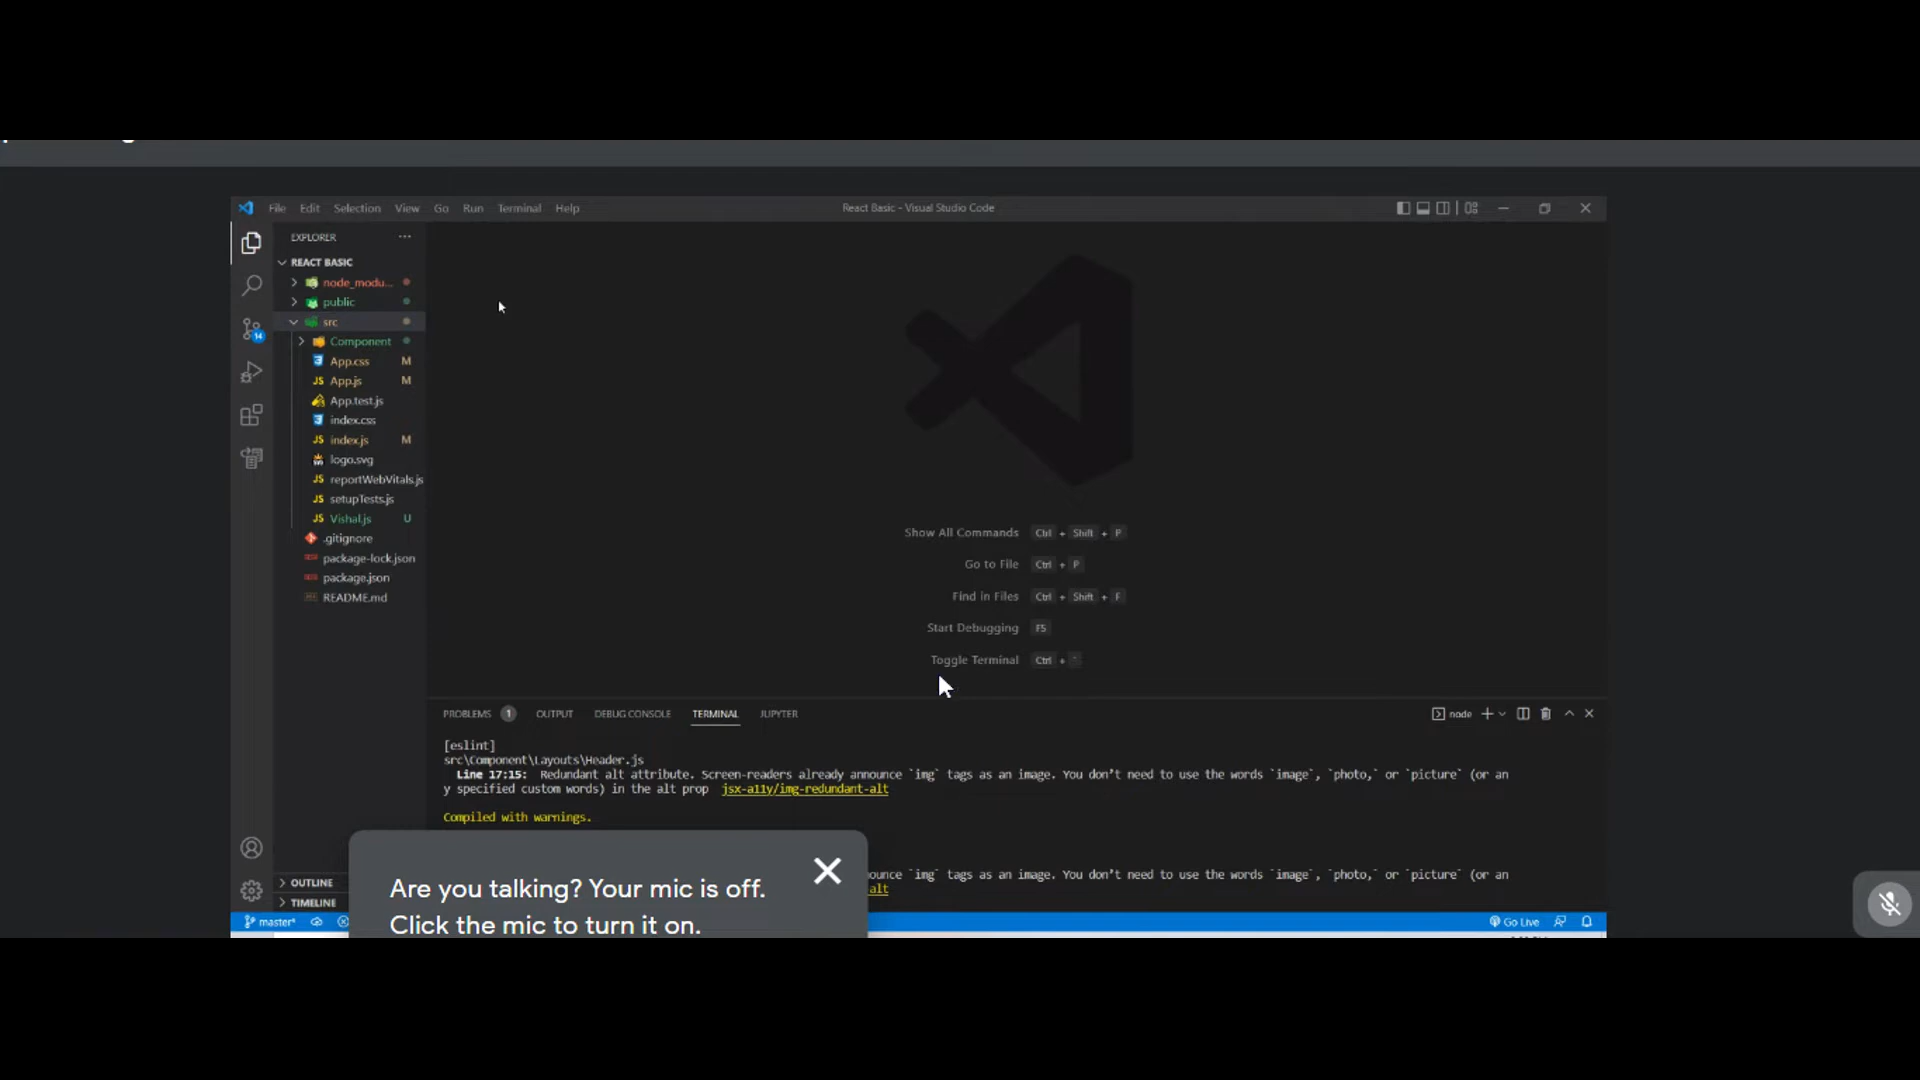 File Edit Selection View Go Run Terminal Help
React Basic - Visual Studio Code
EXPLORER
REACT BASIC
node_modu...
public
src
Component
App.css M
App.js M
App.test.js
index.css
index.js M
logo.svg
reportWebVitals.js
setupTests.js
Vishal.js U
.gitignore
package-lock.json
package.json
README.md
OUTLINE
TIMELINE
14
Show All Commands Ctrl + Shift + P
Go to File Ctrl + P
Find in Files Ctrl + Shift + F
Start Debugging F5
Toggle Terminal Ctrl + `
PROBLEMS 1 OUTPUT DEBUG CONSOLE TERMINAL JUPYTER
node
[eslint]
src\Component\Layouts\Header.js
Line 17:15: Redundant alt attribute. Screen-readers already announce `img` tags as an image. You don't need to use the words `image`, `photo,` or `picture` (or an
y specified custom words) in the alt prop jsx-a11y/img-redundant-alt
Compiled with warnings.
ounce `img` tags as an image. You don't need to use the words `image`, `photo,` or `picture` (or an
alt
Are you talking? Your mic is off.
Click the mic to turn it on.
master*
Go Live